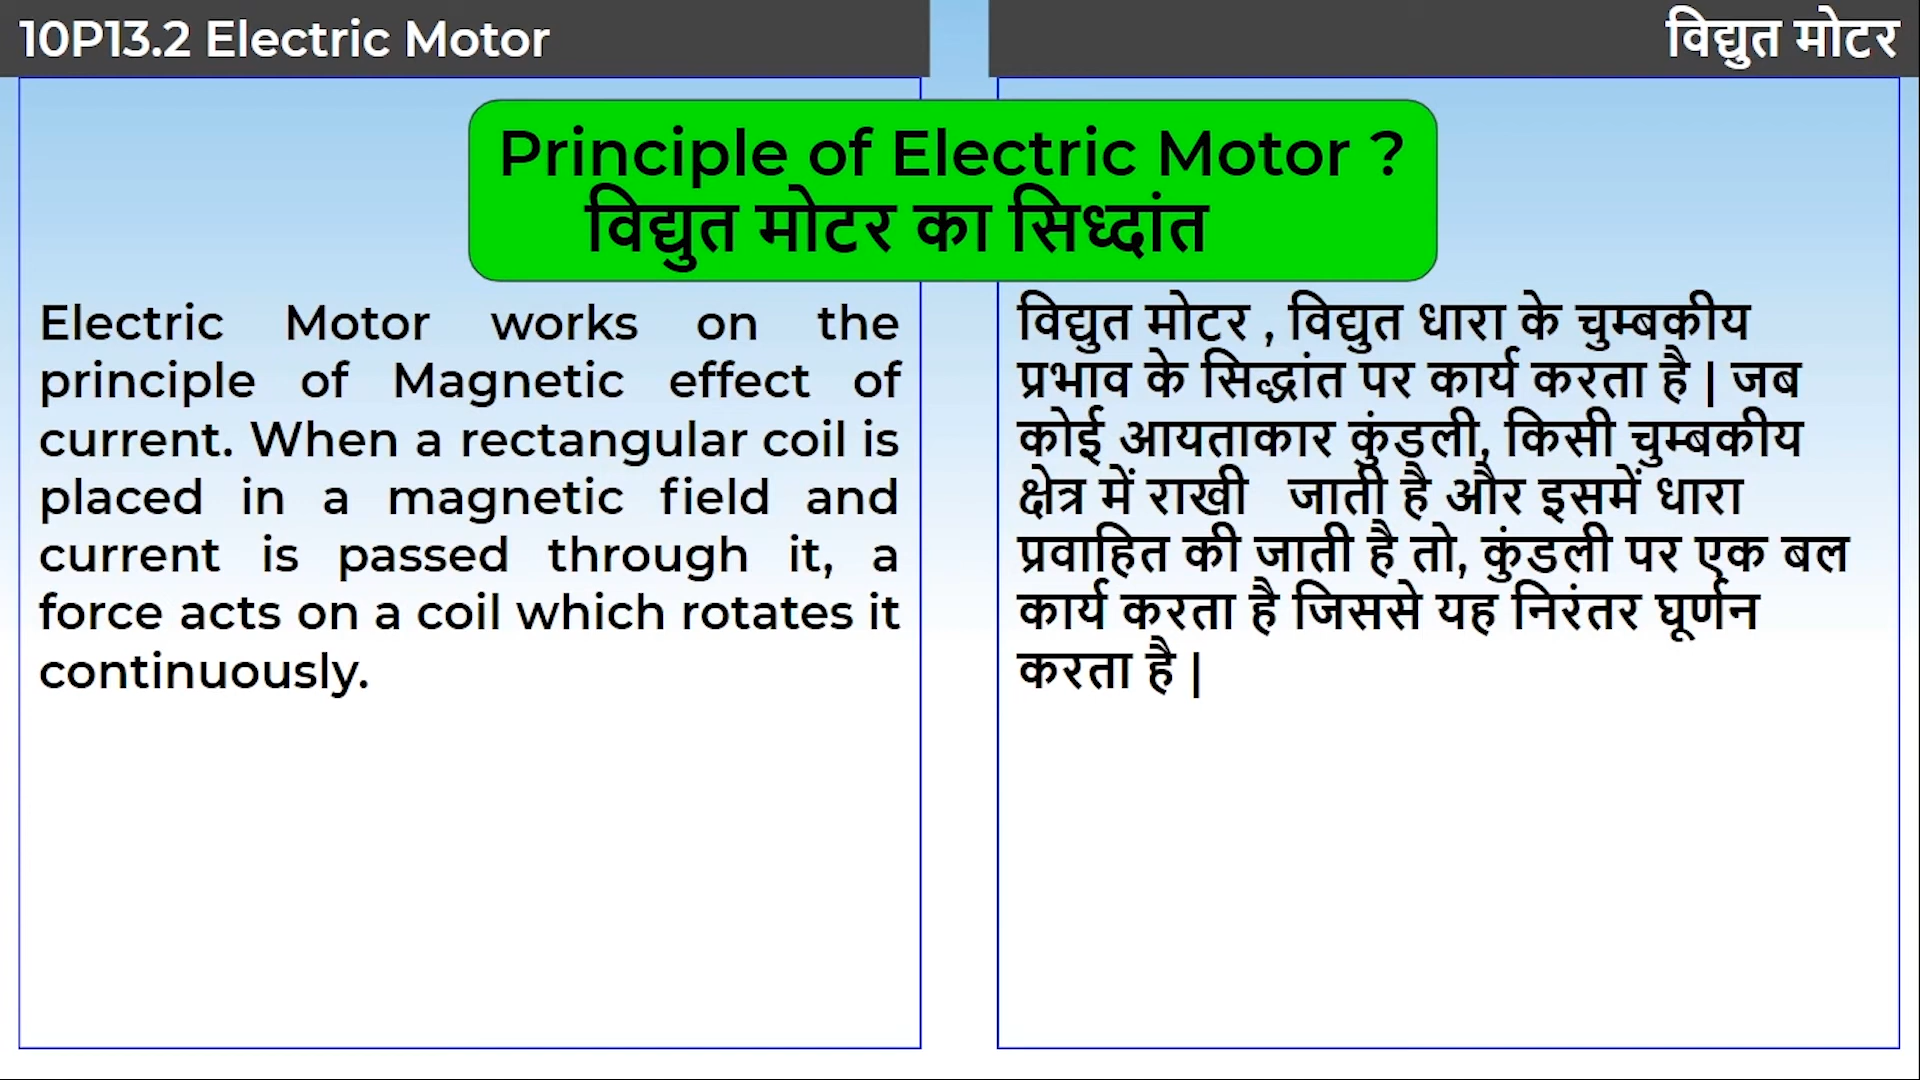 10P13.2 Electric Motor
विद्युत मोटर
Principle of Electric Motor ?
विद्युत मोटर का सिध्दांत
Electric Motor works on the
principle of Magnetic effect of
current. When a rectangular coil is
placed in a magnetic field and
current is passed through it, a
force acts on a coil which rotates it
continuously.
विद्युत मोटर , विद्युत धारा के चुम्बकीय
प्रभाव के सिद्धांत पर कार्य करता है | जब
कोई आयताकार कुंडली, किसी चुम्बकीय
क्षेत्र में राखी जाती है और इसमें धारा
प्रवाहित की जाती है तो, कुंडली पर एक बल
कार्य करता है जिससे यह निरंतर घूर्णन
करता है |